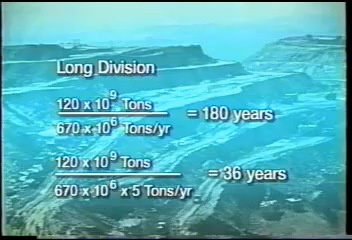 Long Division
120 x 10⁹ Tons
670 x 10⁶ Tons/yr = 180 years
120 x 10⁹ Tons
670 x 10⁶ x 5 Tons/yr = 36 years